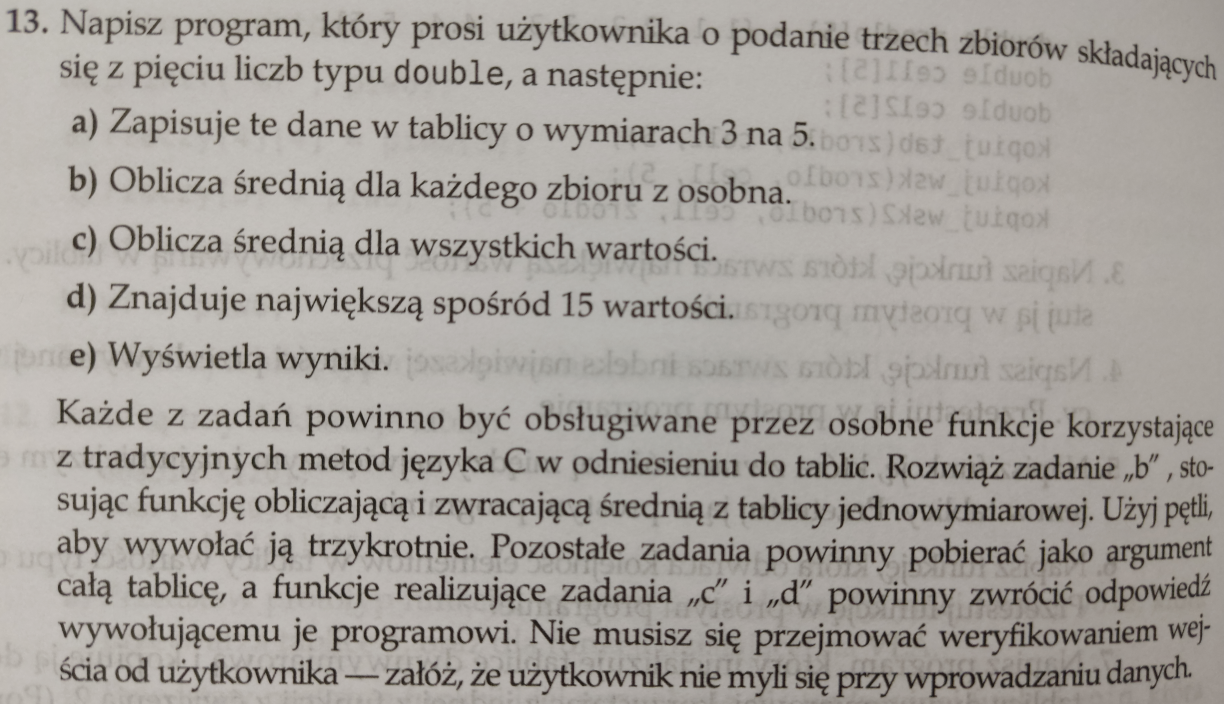 13. Napisz program, który prosi użytkownika o podanie trzech zbiorów składających
się z pięciu liczb typu double, a następnie:
a) Zapisuje te dane w tablicy o wymiarach 3 na 5.
b) Oblicza średnią dla każdego zbioru z osobna.
c) Oblicza średnią dla wszystkich wartości.
d) Znajduje największą spośród 15 wartości.
e) Wyświetla wyniki.
Każde z zadań powinno być obsługiwane przez osobne funkcje korzystające
z tradycyjnych metod języka C w odniesieniu do tablic. Rozwiąż zadanie „b” , sto-
sując funkcję obliczającą i zwracającą średnią z tablicy jednowymiarowej. Użyj pętli,
aby wywołać ją trzykrotnie. Pozostałe zadania powinny pobierać jako argument
całą tablicę, a funkcje realizujące zadania „c” i „d” powinny zwrócić odpowiedź
wywołującemu je programowi. Nie musisz się przejmować weryfikowaniem wej-
ścia od użytkownika — załóż, że użytkownik nie myli się przy wprowadzaniu danych.